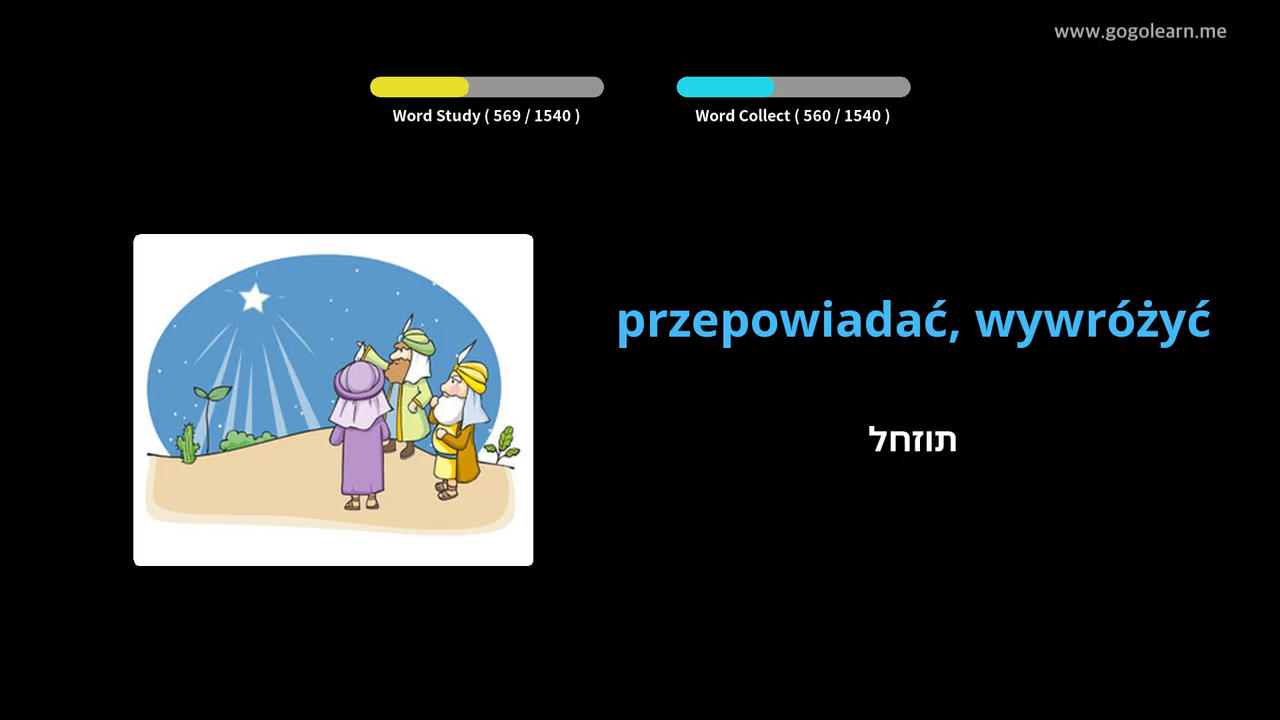 www.gogolearn.me
Word Study ( 569 / 1540 )
Word Collect ( 560 / 1540 )
przepowiadać, wywróżyć
תוזחל